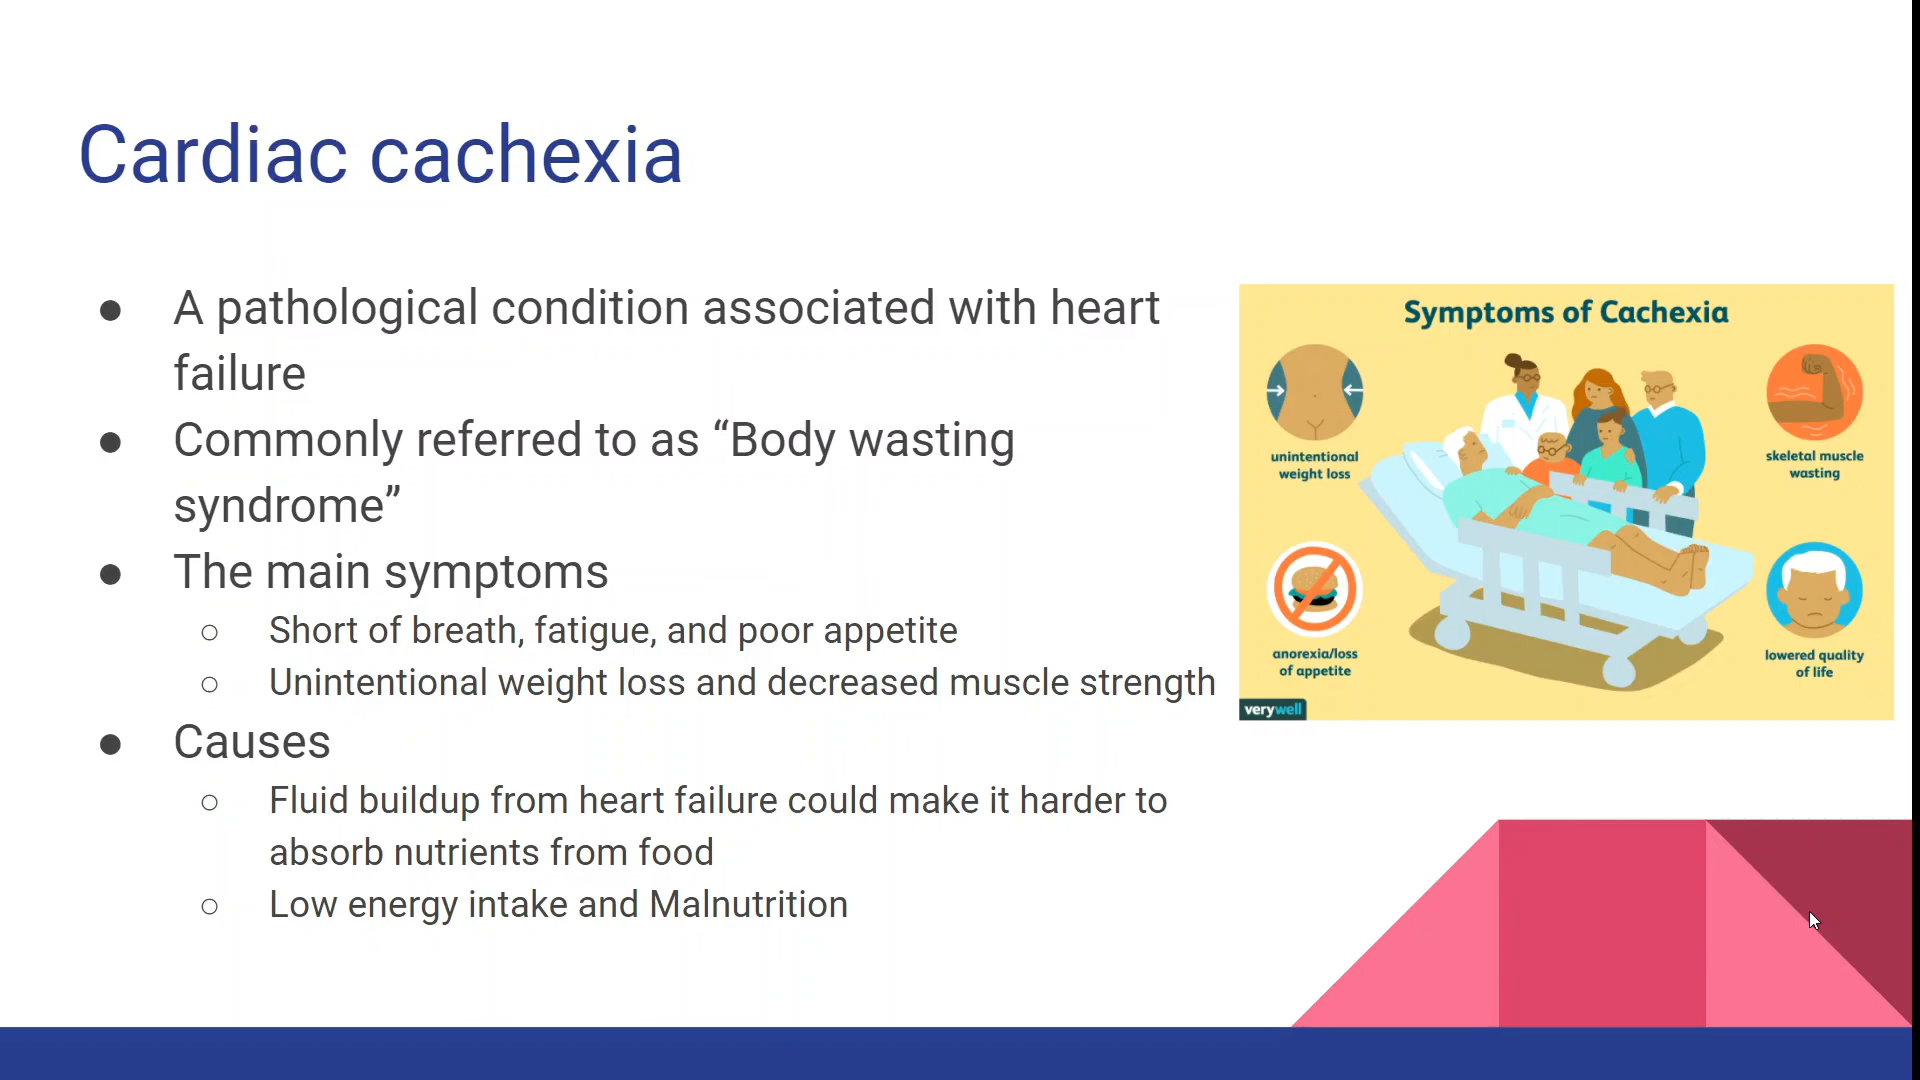 Cardiac cachexia
● A pathological condition associated with heart
failure
● Commonly referred to as “Body wasting
syndrome”
● The main symptoms
○ Short of breath, fatigue, and poor appetite
○ Unintentional weight loss and decreased muscle strength
● Causes
○ Fluid buildup from heart failure could make it harder to
absorb nutrients from food
○ Low energy intake and Malnutrition
Symptoms of Cachexia
unintentional
weight loss
skeletal muscle
wasting
anorexia/loss
of appetite
lowered quality
of life
verywell